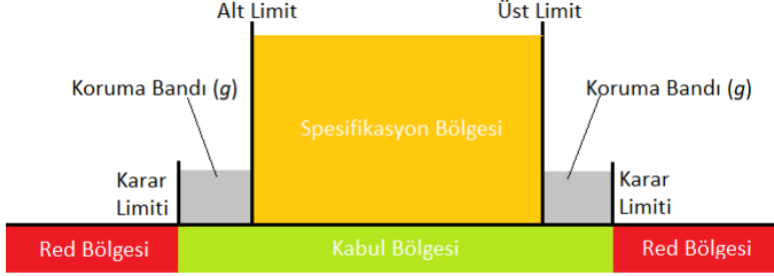 Alt Limit
Üst Limit
Koruma Bandı (g)
Koruma Bandı (g)
Spesifikasyon Bölgesi
Karar
Limiti
Karar
Limiti
Red Bölgesi
Kabul Bölgesi
Red Bölgesi